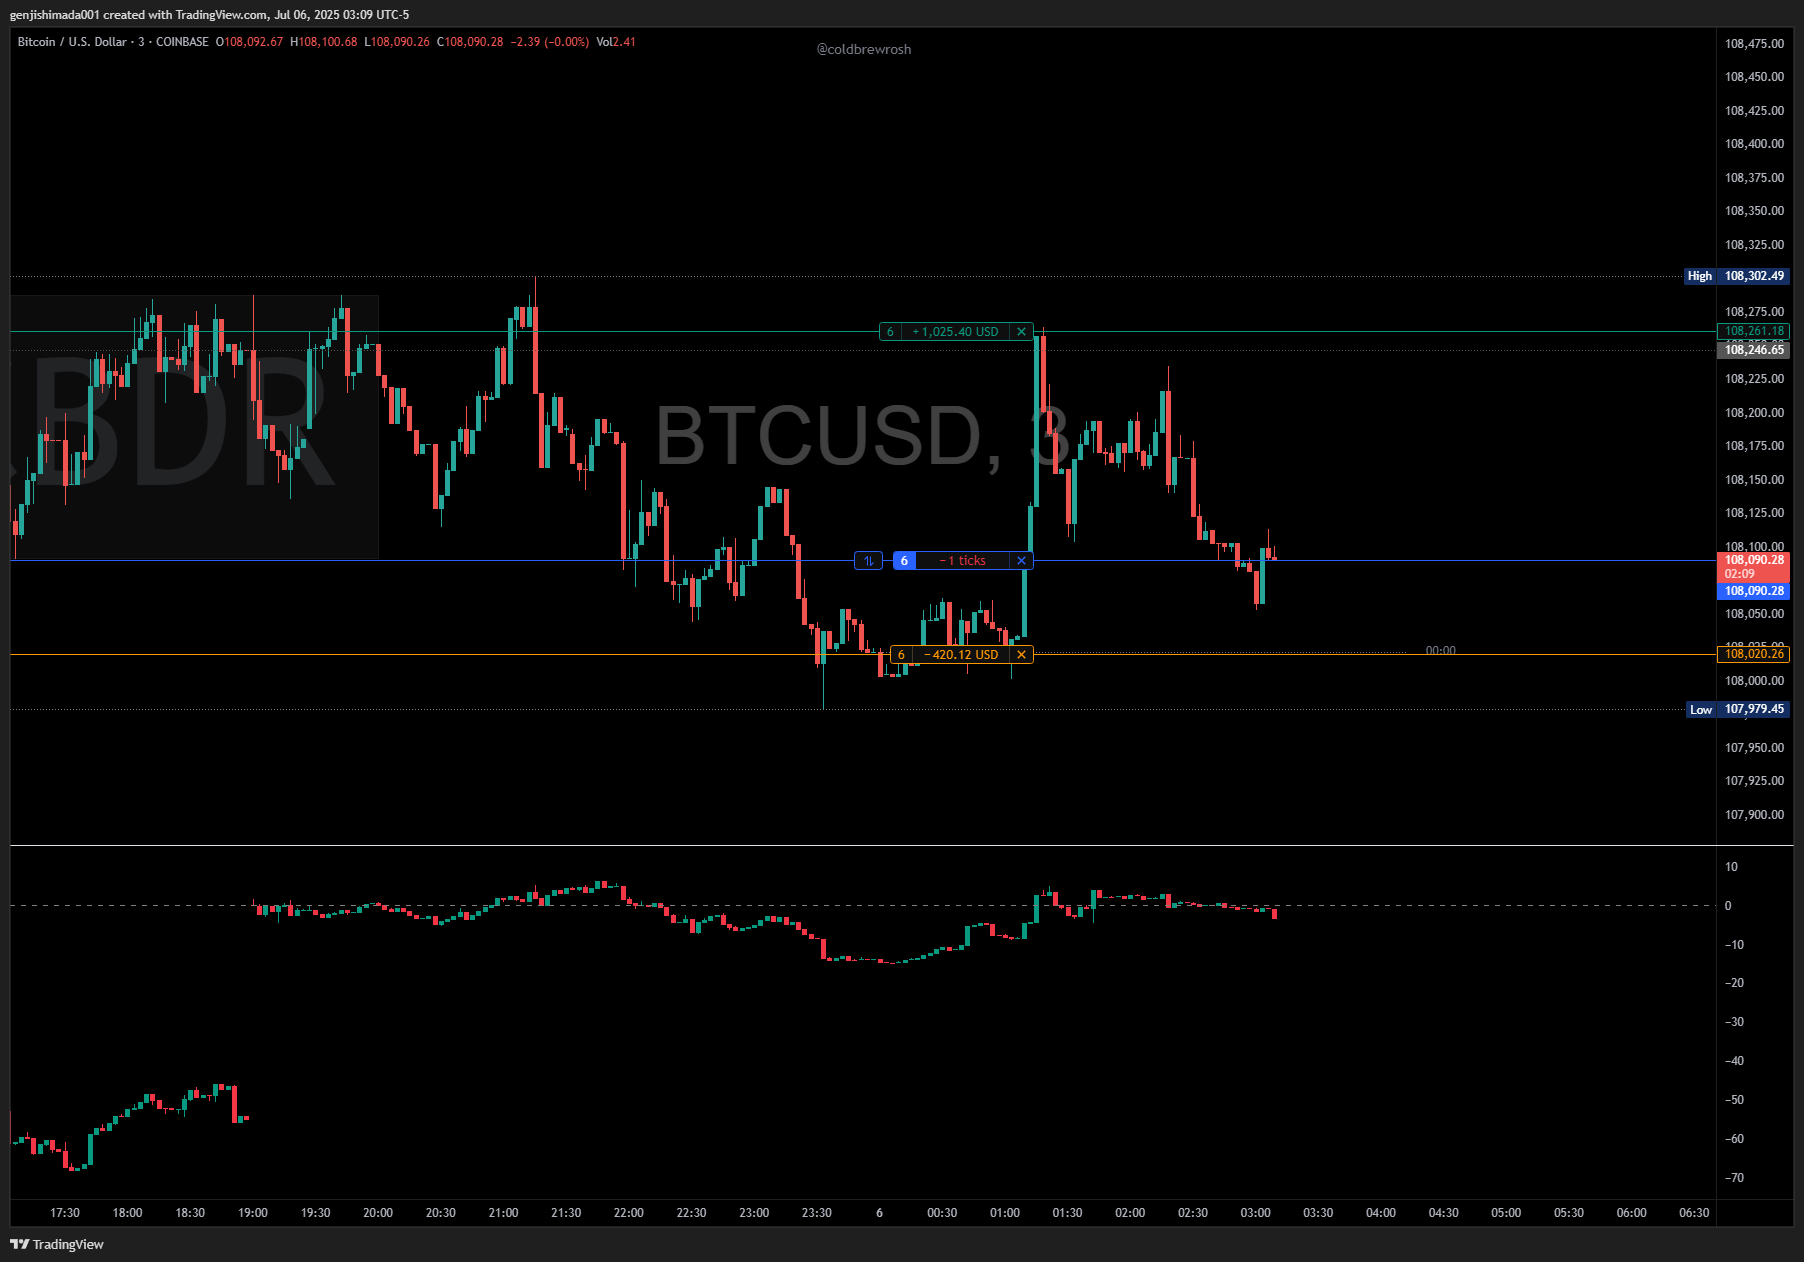 genjishimada001 created with TradingView.com, Jul 06, 2025 03:09 UTC-5
Bitcoin / U.S. Dollar · 3 · COINBASE O108,092.67 H108,100.68 L108,090.26 C108,090.28 −2.39 (−0.00%) Vol2.41
@coldbrewrosh
108,475.00
108,450.00
108,425.00
108,400.00
108,375.00
108,350.00
108,325.00
High 108,302.49
108,275.00
6 +1,025.40 USD × 108,261.18
108,246.65
108,225.00
CBDR
BTCUSD, 3
108,200.00
108,175.00
108,150.00
108,125.00
108,100.00
6 −1 ticks × 108,090.28
02:09
108,090.28
108,050.00
6 −420.12 USD × 00:00 108,020.26
108,000.00
Low 107,979.45
107,950.00
107,925.00
107,900.00
10
0
−10
−20
−30
−40
−50
−60
−70
17:30 18:00 18:30 19:00 19:30 20:00 20:30 21:00 21:30 22:00 22:30 23:00 23:30 6 00:30 01:00 01:30 02:00 02:30 03:00 03:30 04:00 04:30 05:00 05:30 06:00 06:30
TradingView